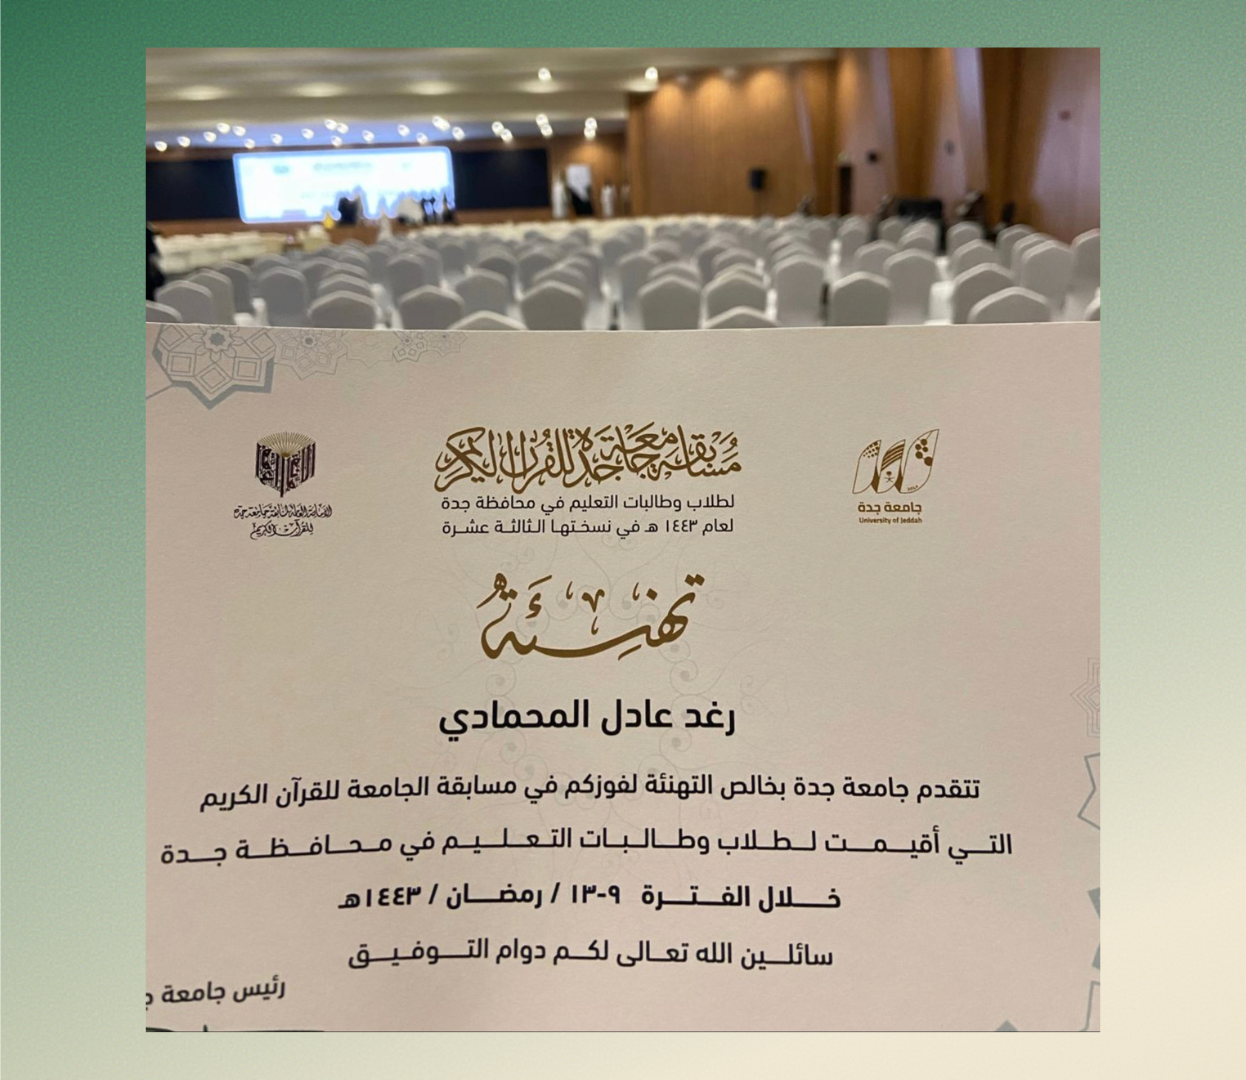 مسابقة جامعة جدة للقرآن الكريم
لطلاب وطالبات التعليم في محافظة جدة
لعام ١٤٤٣ هـ في نسختها الثالثة عشرة
جامعة جدة
University of Jeddah
تهنئة
رغد عادل المحمادي
تتقدم جامعة جدة بخالص التهنئة لفوزكم في مسابقة الجامعة للقرآن الكريم
التي أقيمت لطلاب وطالبات التعليم في محافظة جدة
خلال الفترة ٩-١٣ / رمضان / ١٤٤٣هـ
سائلين الله تعالى لكم دوام التوفيق
رئيس جامعة